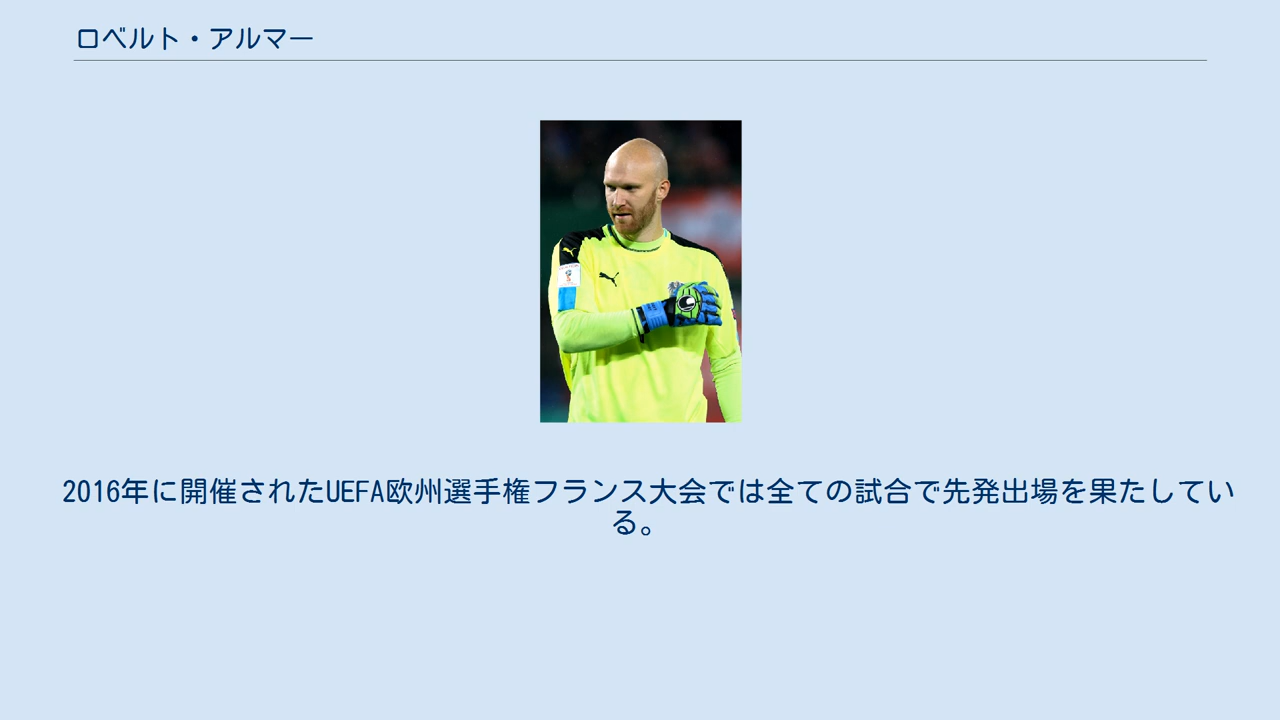 ロベルト・アルマー
2016年に開催されたUEFA欧州選手権フランス大会では全ての試合で先発出場を果たしてい
る。